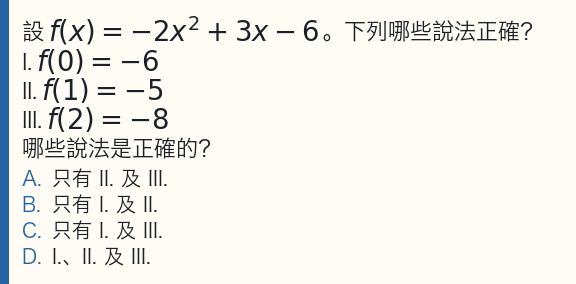 設 f(x) = −2x² + 3x − 6。下列哪些說法正確?
I. f(0) = −6
II. f(1) = −5
III. f(2) = −8
哪些說法是正確的?
A. 只有 II. 及 III.
B. 只有 I. 及 II.
C. 只有 I. 及 III.
D. I.、II. 及 III.